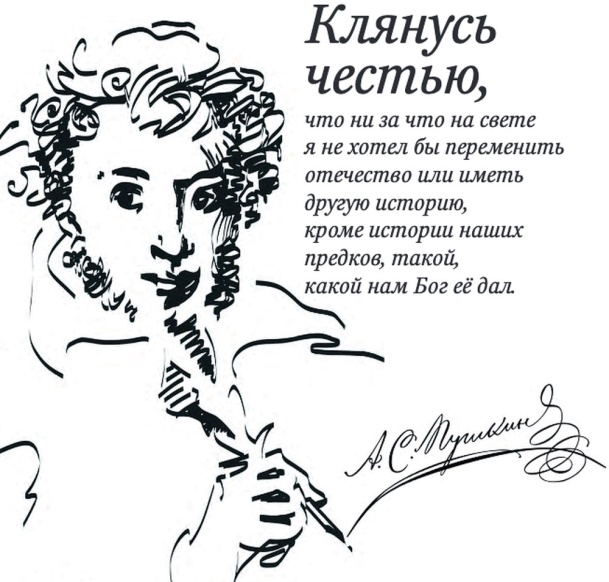 Клянусь
честью,
что ни за что на свете
я не хотел бы переменить
отечество или иметь
другую историю,
кроме истории наших
предков, такой,
какой нам Бог её дал.
А.С.Пушкин